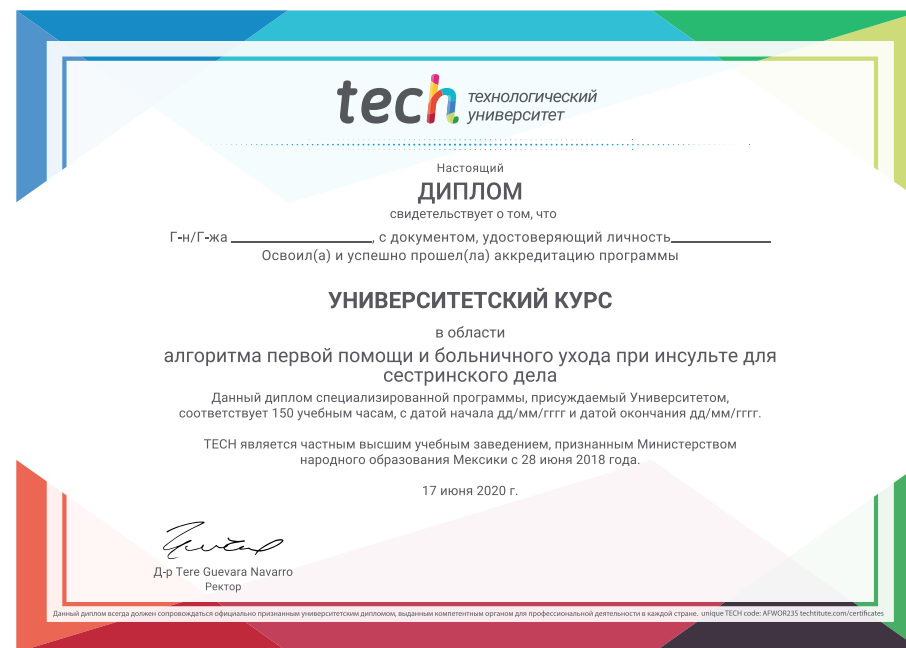 tech технологический
университет
Настоящий
ДИПЛОМ
свидетельствует о том, что
Г-н/Г-жа , с документом, удостоверяющий личность
Освоил(а) и успешно прошел(ла) аккредитацию программы
УНИВЕРСИТЕТСКИЙ КУРС
в области
алгоритма первой помощи и больничного ухода при инсульте для
сестринского дела
Данный диплом специализированной программы, присуждаемый Университетом,
соответствует 150 учебным часам, с датой начала дд/мм/гггг и датой окончания дд/мм/гггг.
TECH является частным высшим учебным заведением, признанным Министерством
народного образования Мексики с 28 июня 2018 года.
17 июня 2020 г.
Д-р Tere Guevara Navarro
Ректор
Данный диплом всегда должен сопровождаться официально признанным университетским дипломом, выданным компетентным органом для профессиональной деятельности в каждой стране. unique TECH code: AFWOR23S techtitute.com/certificates